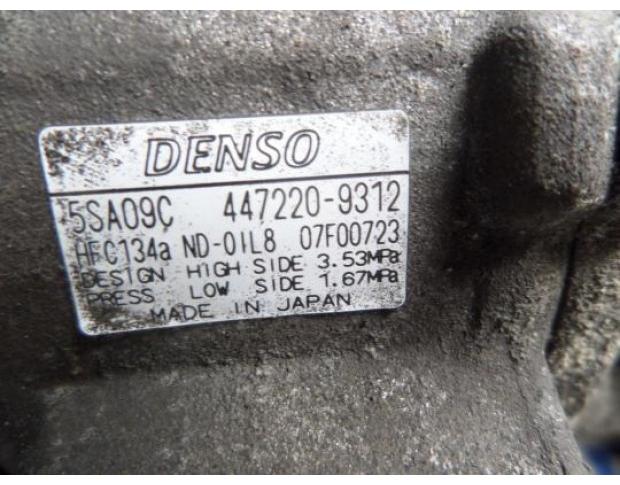 DENSO
5SA09C 447220-9312
HFC134a ND-OIL8 07F00723
DESIGN HIGH SIDE 3.53MPa
PRESS LOW SIDE 1.67MPa
MADE IN JAPAN